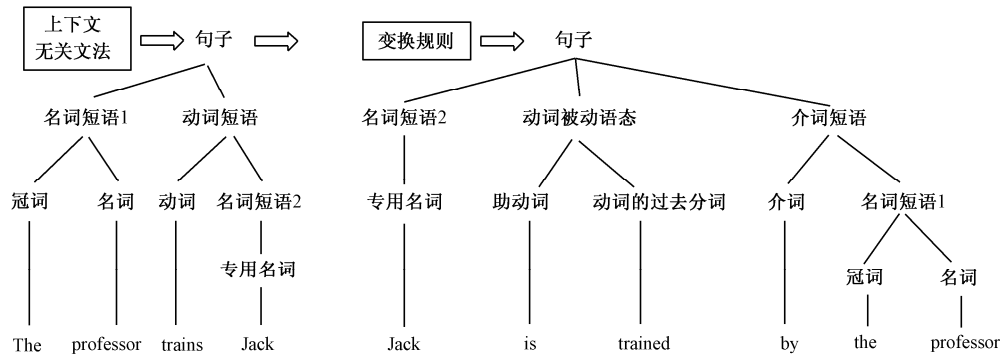 上下文
无关文法
句子
变换规则
句子
名词短语1 动词短语 名词短语2 动词被动语态 介词短语
冠词 名词 动词 名词短语2 专用名词 助动词 动词的过去分词 介词 名词短语1
专用名词 冠词 名词
The professor trains Jack Jack is trained by the professor